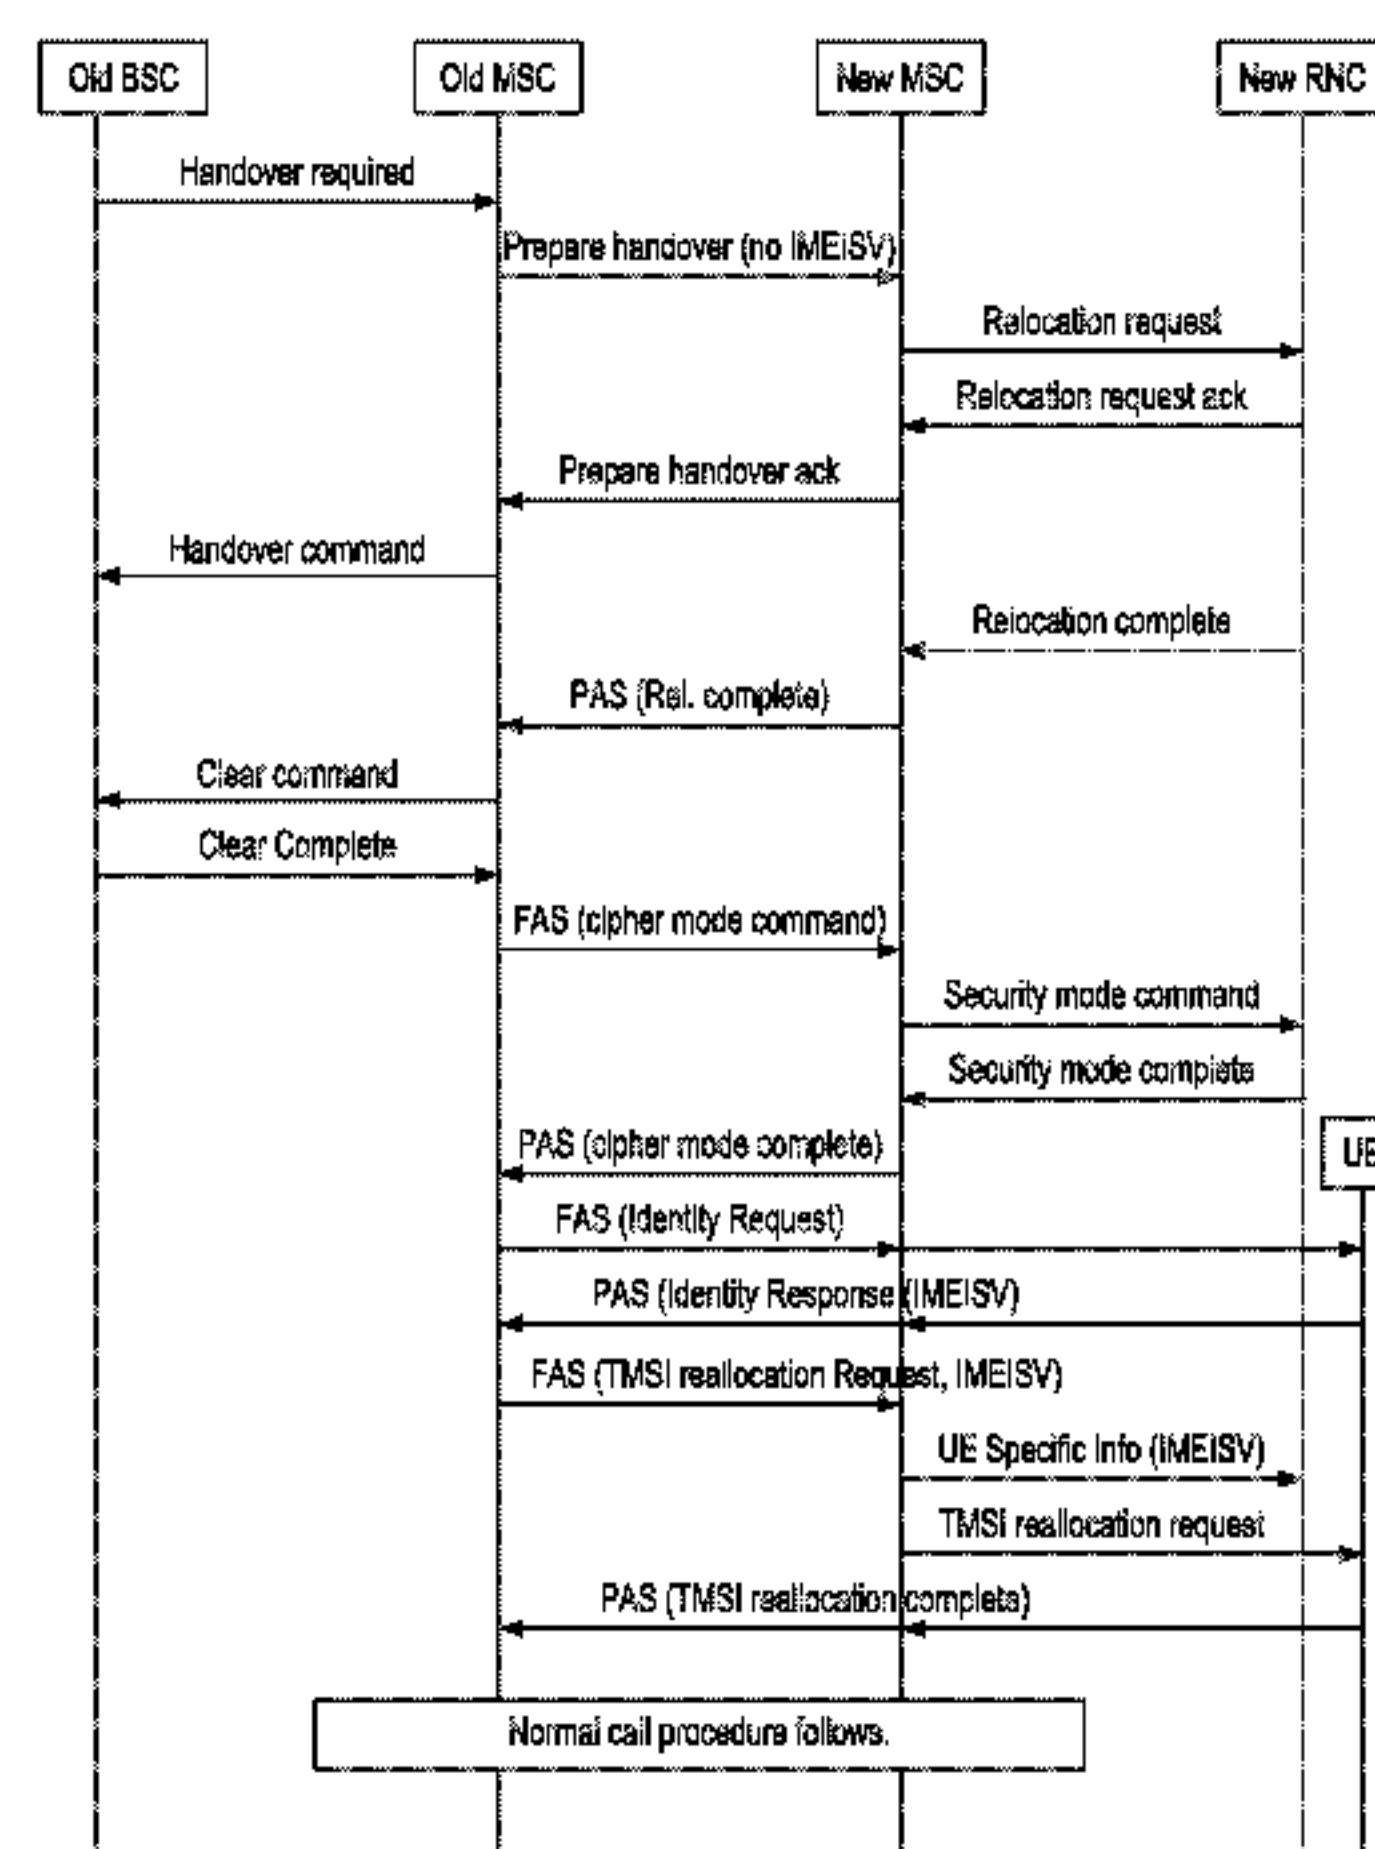 Old BSC
Old MSC
New MSC
New RNC
Handover required
Prepare handover (no IMEISV)
Relocation request
Relocation request ack
Prepare handover ack
Handover command
Relocation complete
PAS (Rel. complete)
Clear command
Clear Complete
FAS (cipher mode command)
Security mode command
Security mode complete
PAS (cipher mode complete)
UE
FAS (Identity Request)
PAS (Identity Response (IMEISV)
FAS (TMSI reallocation Request, IMEISV)
UE Specific Info (IMEISV)
TMSI reallocation request
PAS (TMSI reallocation complete)
Normal call procedure follows.